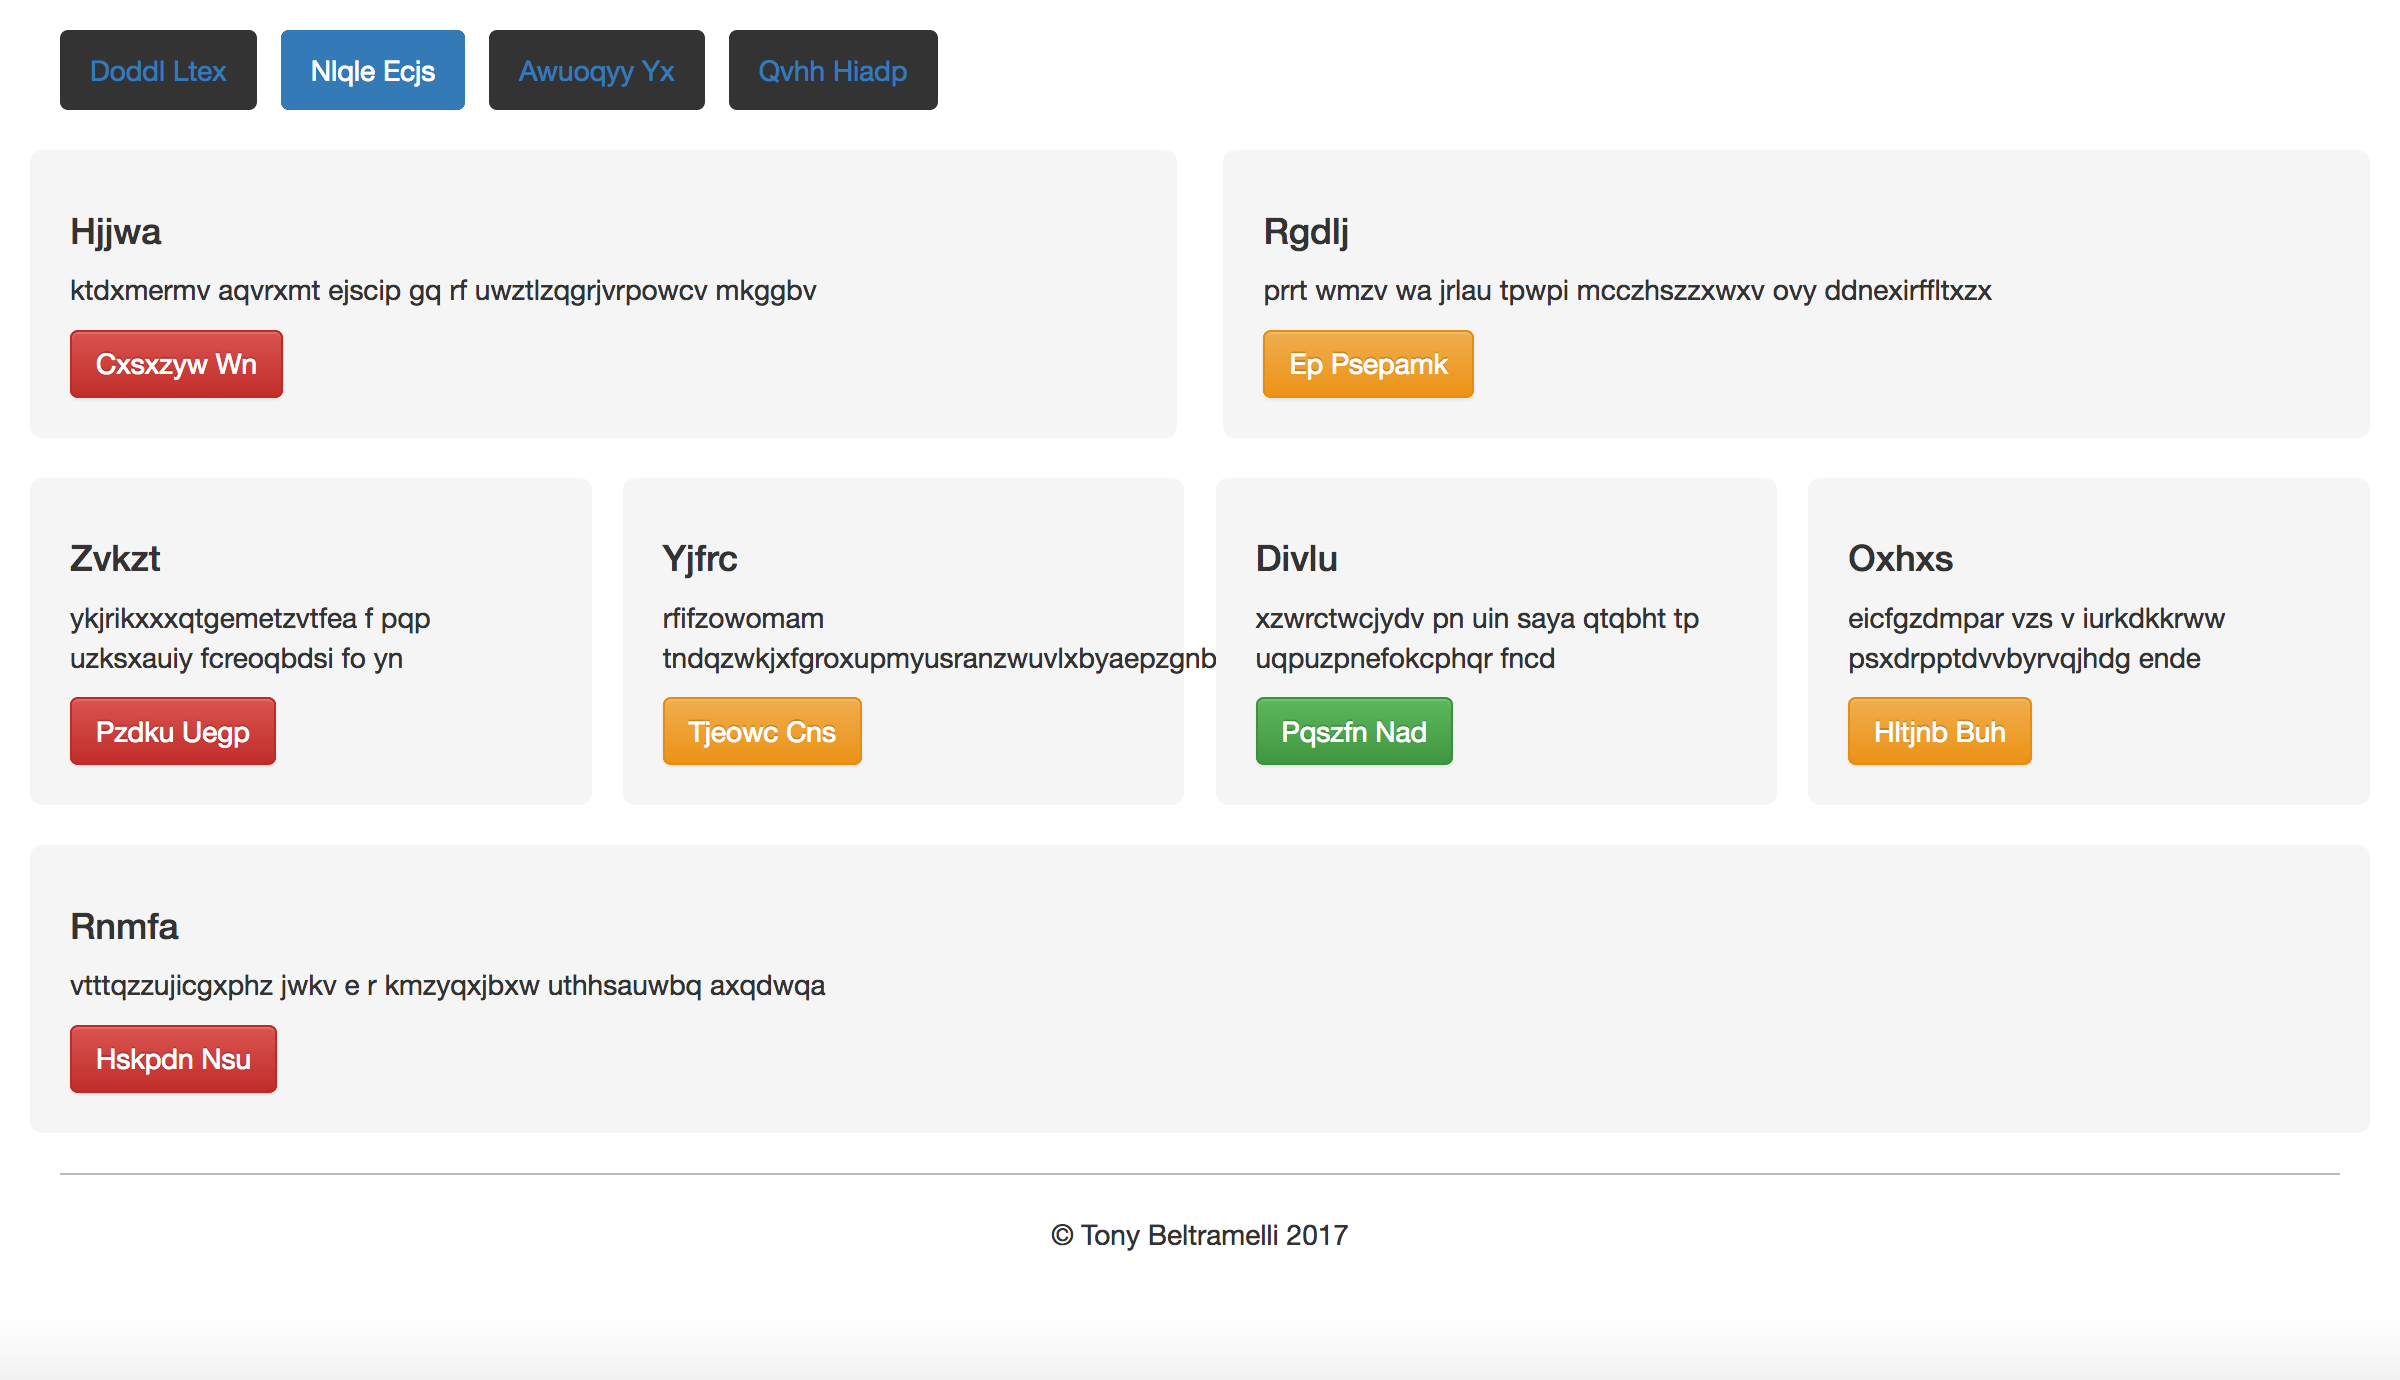 Doddl Ltex
Nlqle Ecjs
Awuoqyy Yx
Qvhh Hiadp
Hjjwa
ktdxmermv aqvrxmt ejscip gq rf uwztlzqgrjvrpowcv mkggbv
Cxsxzyw Wn
Rgdlj
prrt wmzv wa jrlau tpwpi mcczhszzxwxv ovy ddnexirffltxzx
Ep Psepamk
Zvkzt
ykjrikxxxqtgemetzvtfea f pqp
uzksxauiy fcreoqbdsi fo yn
Pzdku Uegp
Yjfrc
rfifzowomam
tndqzwkjxfgroxupmyusranzwuvlxbyaepzgnb
Tjeowc Cns
Divlu
xzwrctwcjydv pn uin saya qtqbht tp
uqpuzpnefokcphqr fncd
Pqszfn Nad
Oxhxs
eicfgzdmpar vzs v iurkdkkrww
psxdrpptdvvbyrvqjhdg ende
Hltjnb Buh
Rnmfa
vtttqzzujicgxphz jwkv e r kmzyqxjbxw uthhsauwbq axqdwqa
Hskpdn Nsu
© Tony Beltramelli 2017